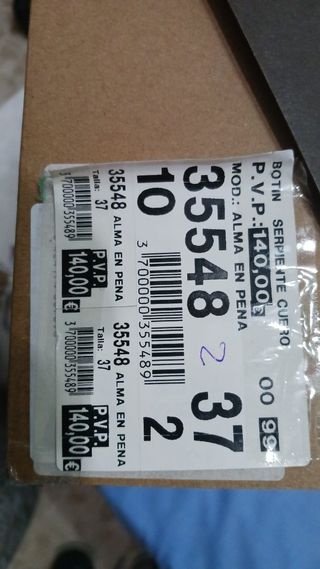 BOTIN SERPIENTE CUERO 00 99
P.V.P.: 140,00€
MOD.: ALMA EN PENA
35548 37
2
10 2
3 700000 355489
35548 ALMA EN PENA
Talla: 37
3 700000 355489
P.V.P.
140,00 €
35548 ALMA EN PENA
Talla: 37
3 700000 355489
P.V.P.
140,00 €